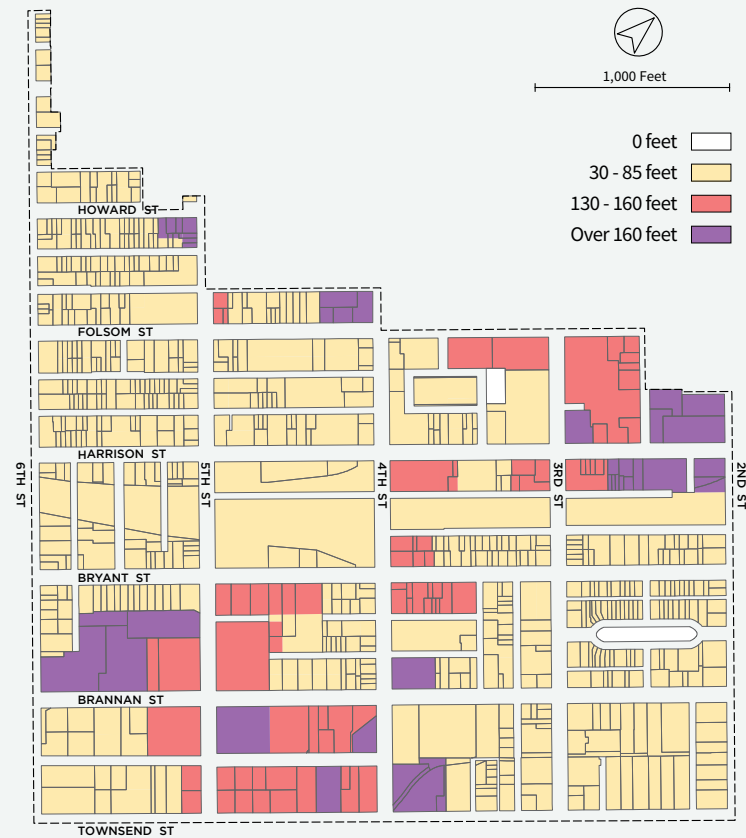 1,000 Feet
0 feet
30 - 85 feet
130 - 160 feet
Over 160 feet
HOWARD ST
FOLSOM ST
HARRISON ST
6TH ST
5TH ST
4TH ST
3RD ST
2ND ST
BRYANT ST
BRANNAN ST
TOWNSEND ST